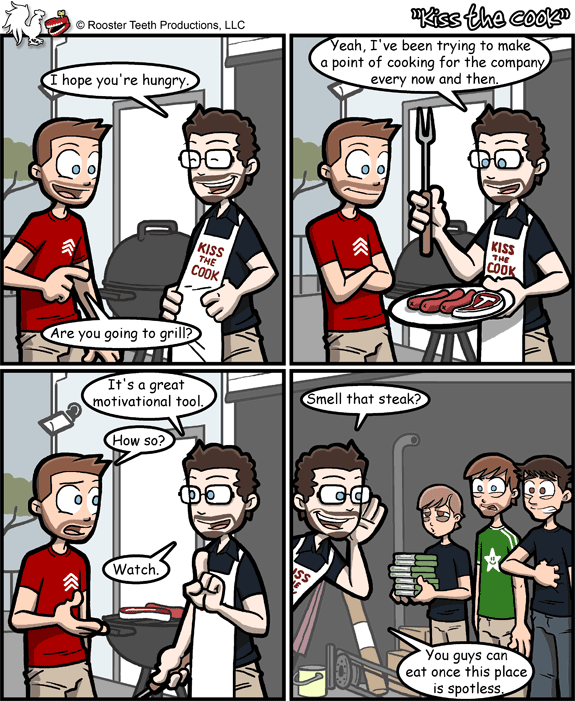 © Rooster Teeth Productions, LLC
"Kiss the Cook"
I hope you're hungry.
KISS
THE
COOK
Are you going to grill?
Yeah, I've been trying to make
a point of cooking for the company
every now and then.
KISS
THE
COOK
It's a great
motivational tool.
How so?
Watch.
Smell that steak?
SS
E
You guys can
eat once this place
is spotless.